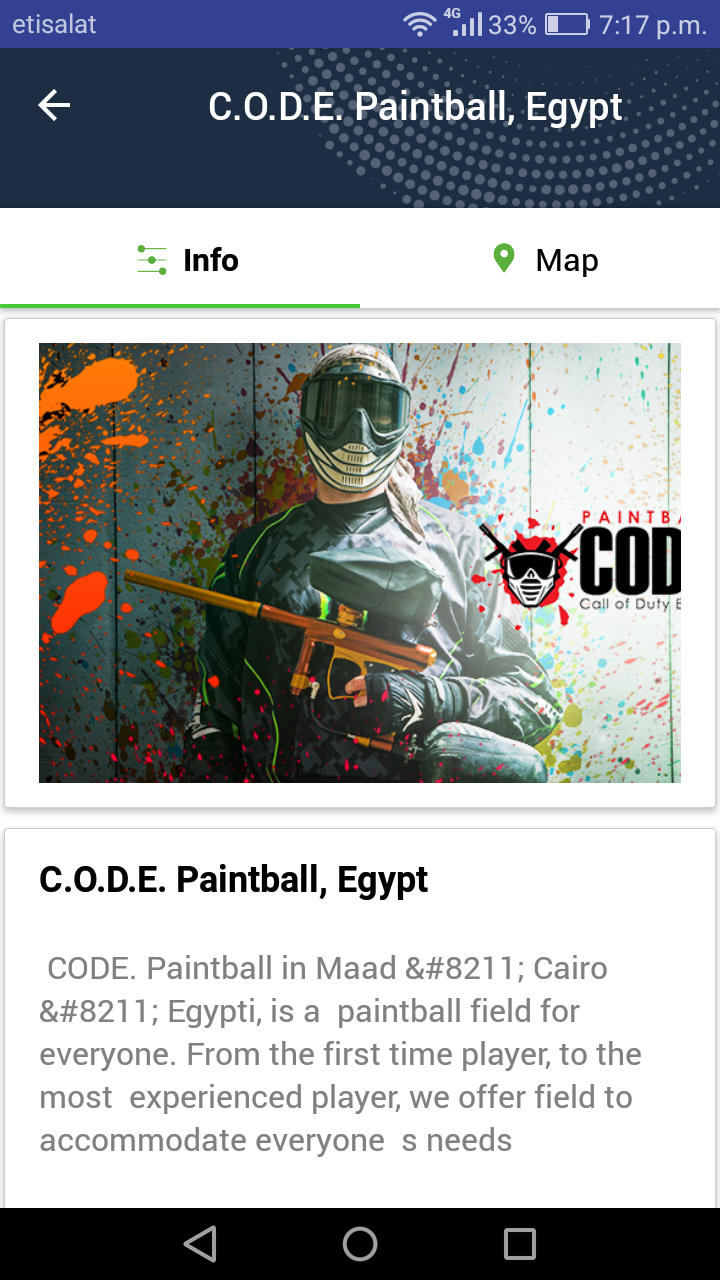 etisalat 4G 33% 7:17 p.m.
C.O.D.E. Paintball, Egypt
Info Map
PAINTBA
COD
Call of Duty E
C.O.D.E. Paintball, Egypt
CODE. Paintball in Maad &#8211; Cairo
&#8211; Egypti, is a paintball field for
everyone. From the first time player, to the
most experienced player, we offer field to
accommodate everyone s needs